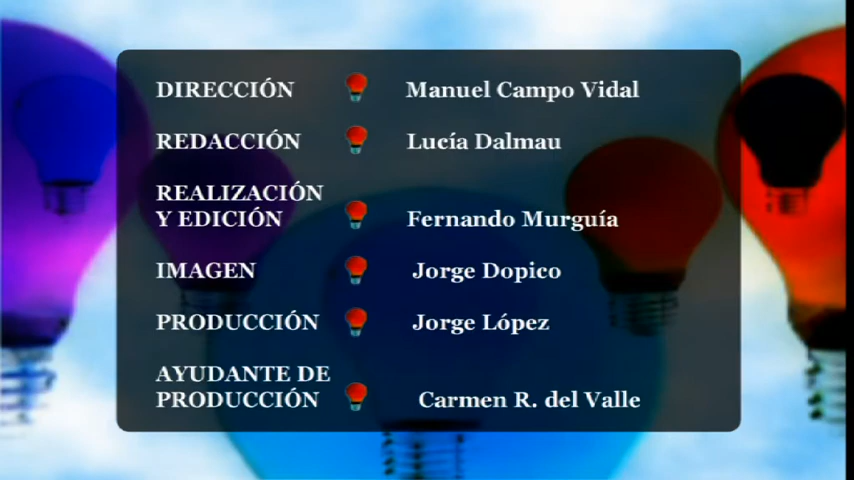 DIRECCIÓN Manuel Campo Vidal
REDACCIÓN Lucía Dalmau
REALIZACIÓN
Y EDICIÓN Fernando Murguía
IMAGEN Jorge Dopico
PRODUCCIÓN Jorge López
AYUDANTE DE
PRODUCCIÓN Carmen R. del Valle